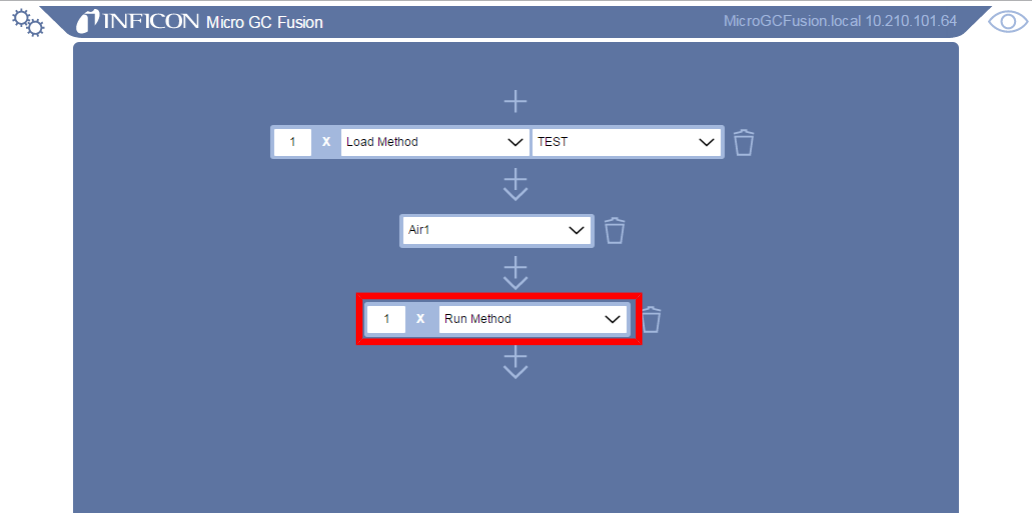 INFICON Micro GC Fusion
MicroGCFusion.local 10.210.101.64
1 X Load Method TEST
Air1
1 X Run Method